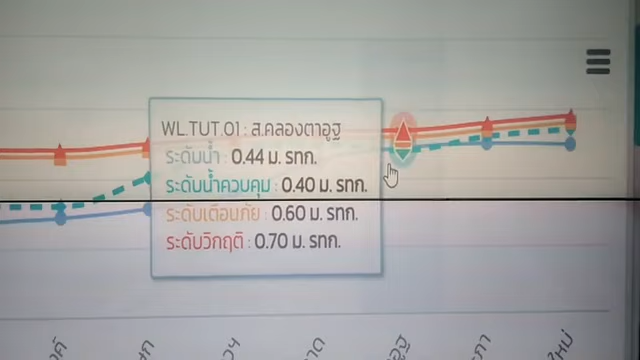 WL.TUT.01 : ส.คลองตาอูฐ
ระดับน้ำ : 0.44 ม. รทก.
ระดับน้ำควบคุม : 0.40 ม. รทก.
ระดับเตือนภัย : 0.60 ม. รทก.
ระดับวิกฤติ : 0.70 ม. รทก.